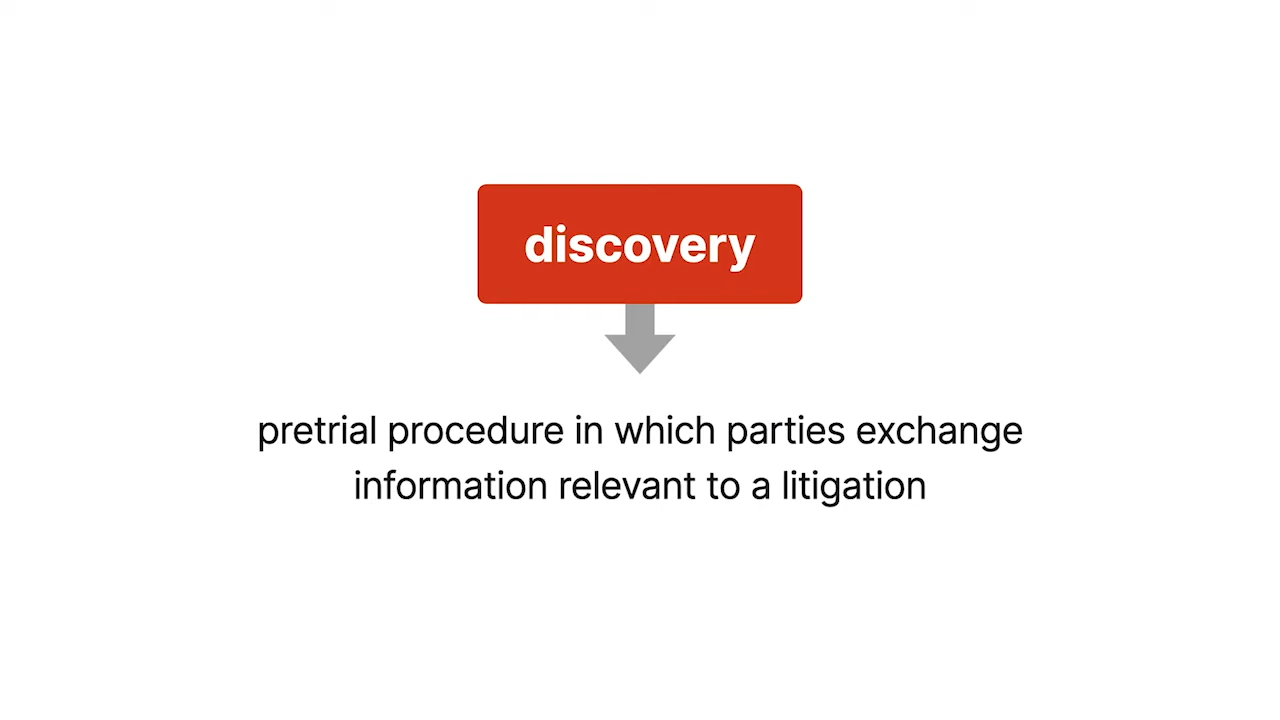 discovery
pretrial procedure in which parties exchange
information relevant to a litigation